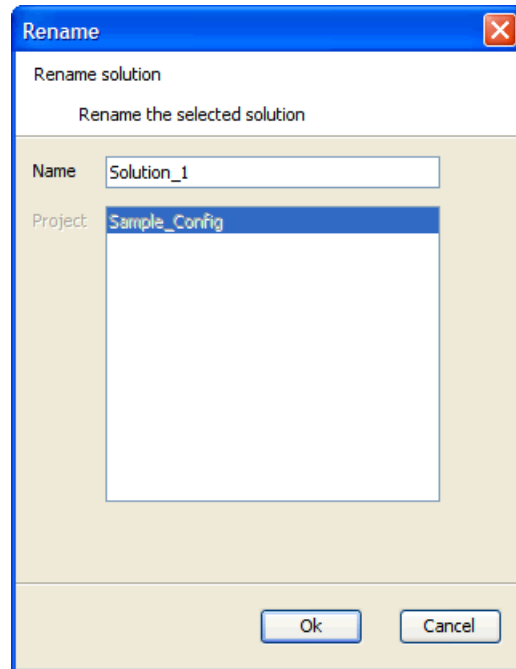 Rename
Rename solution
Rename the selected solution
Name Solution_1
Project Sample_Config
Ok Cancel